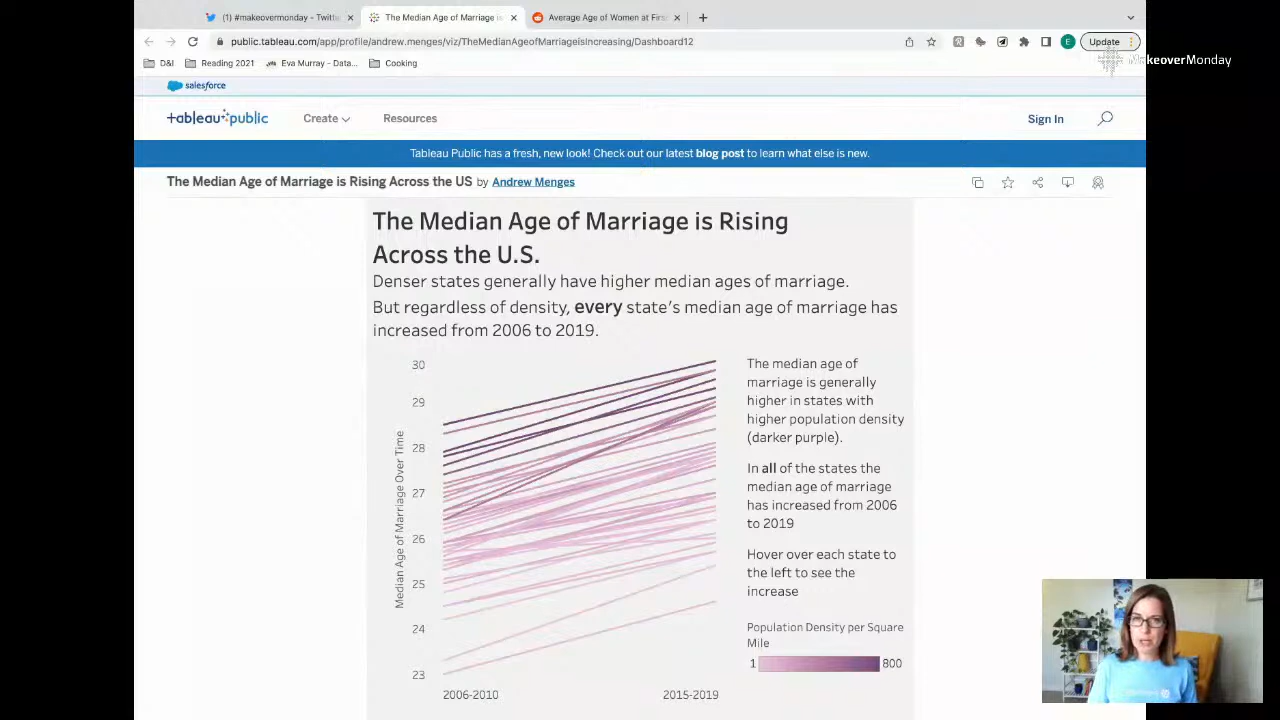 (1) #makeovermonday - Twitte
The Median Age of Marriage is
Average Age of Women at Firs
public.tableau.com/app/profile/andrew.menges/viz/TheMedianAgeofMarriageisIncreasing/Dashboard12
E
Update
D&I
Reading 2021
Eva Murray - Data...
Cooking
MakeoverMonday
salesforce
+ableau+public
Create
Resources
Sign In
Tableau Public has a fresh, new look! Check out our latest blog post to learn what else is new.
The Median Age of Marriage is Rising Across the US by Andrew Menges
The Median Age of Marriage is Rising
Across the U.S.
Denser states generally have higher median ages of marriage.
But regardless of density, every state's median age of marriage has
increased from 2006 to 2019.
30
29
28
27
26
25
24
23
Median Age of Marriage Over Time
2006-2010
2015-2019
The median age of
marriage is generally
higher in states with
higher population density
(darker purple).
In all of the states the
median age of marriage
has increased from 2006
to 2019
Hover over each state to
the left to see the
increase
Population Density per Square
Mile
1
800